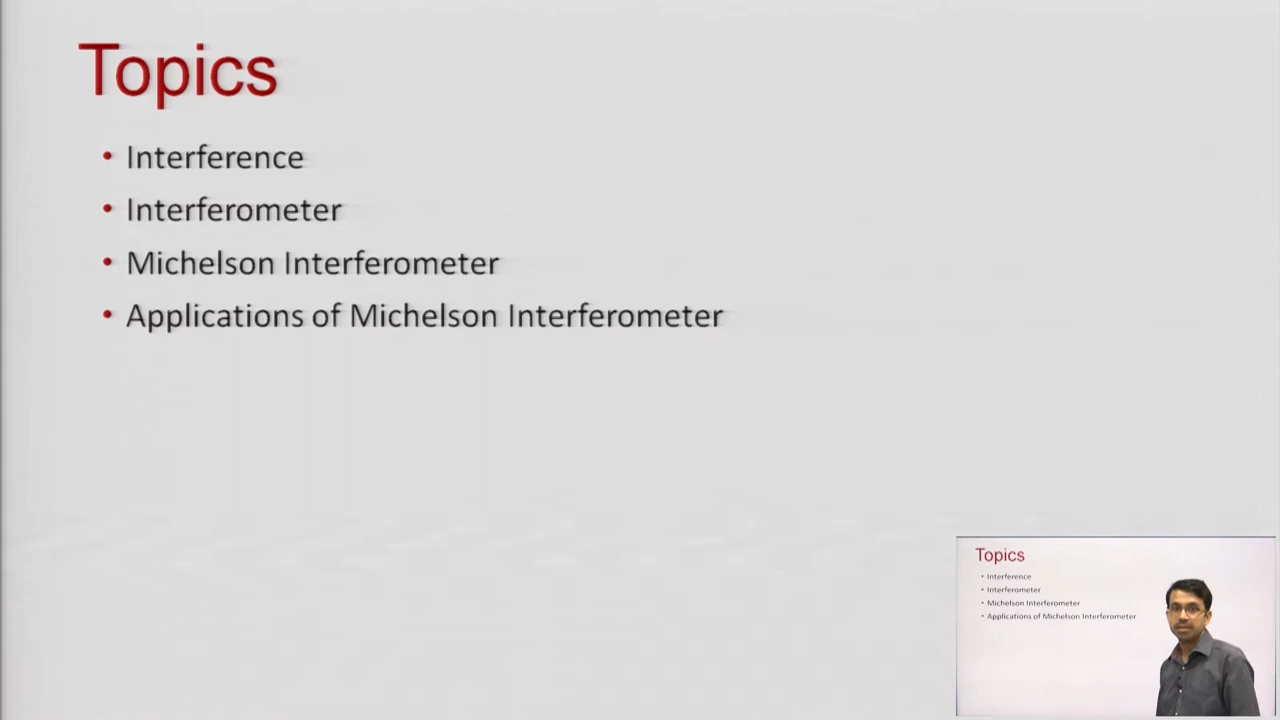 Topics
• Interference
• Interferometer
• Michelson Interferometer
• Applications of Michelson Interferometer
Topics
• Interference
• Interferometer
• Michelson Interferometer
• Applications of Michelson Interferometer